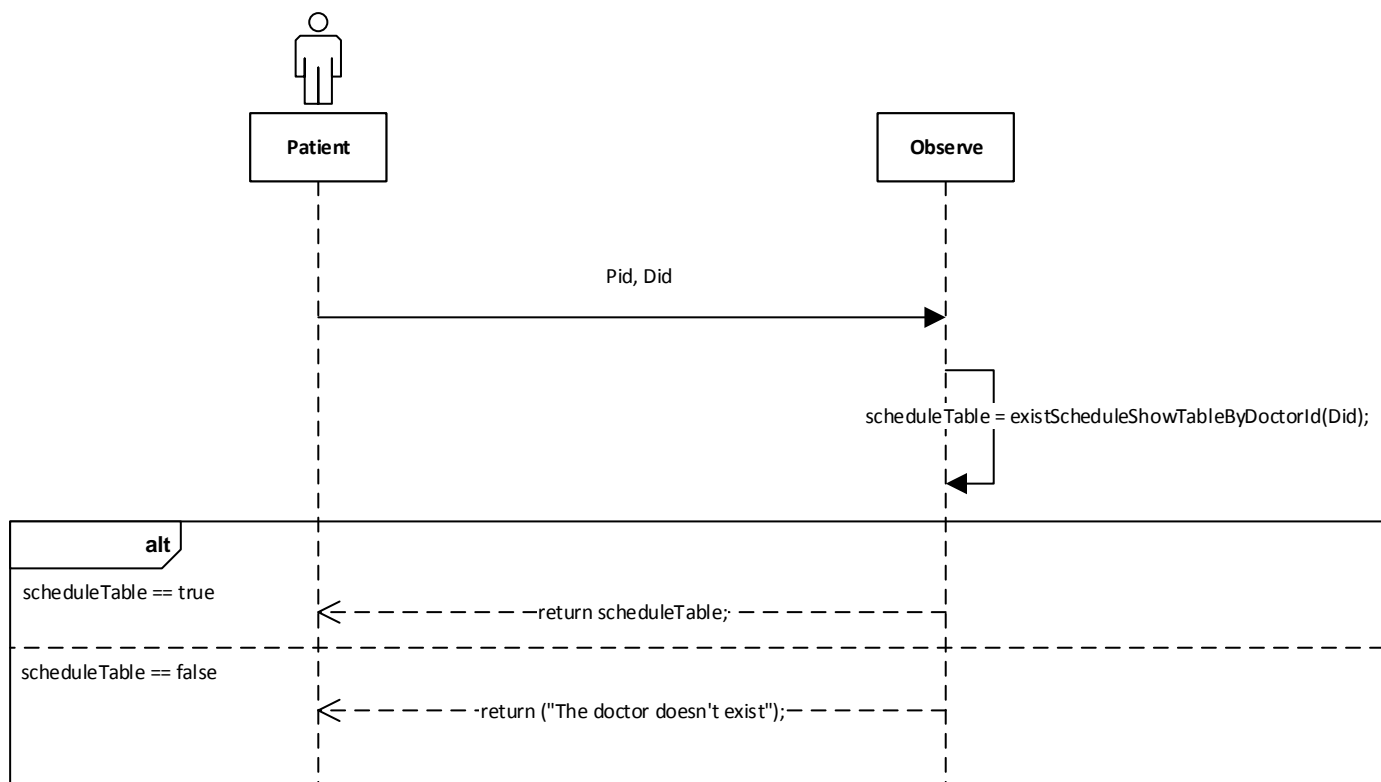 Patient
Observe
Pid, Did
scheduleTable = existScheduleShowTableByDoctorId(Did);
alt
scheduleTable == true
return scheduleTable;
scheduleTable == false
return ("The doctor doesn't exist");